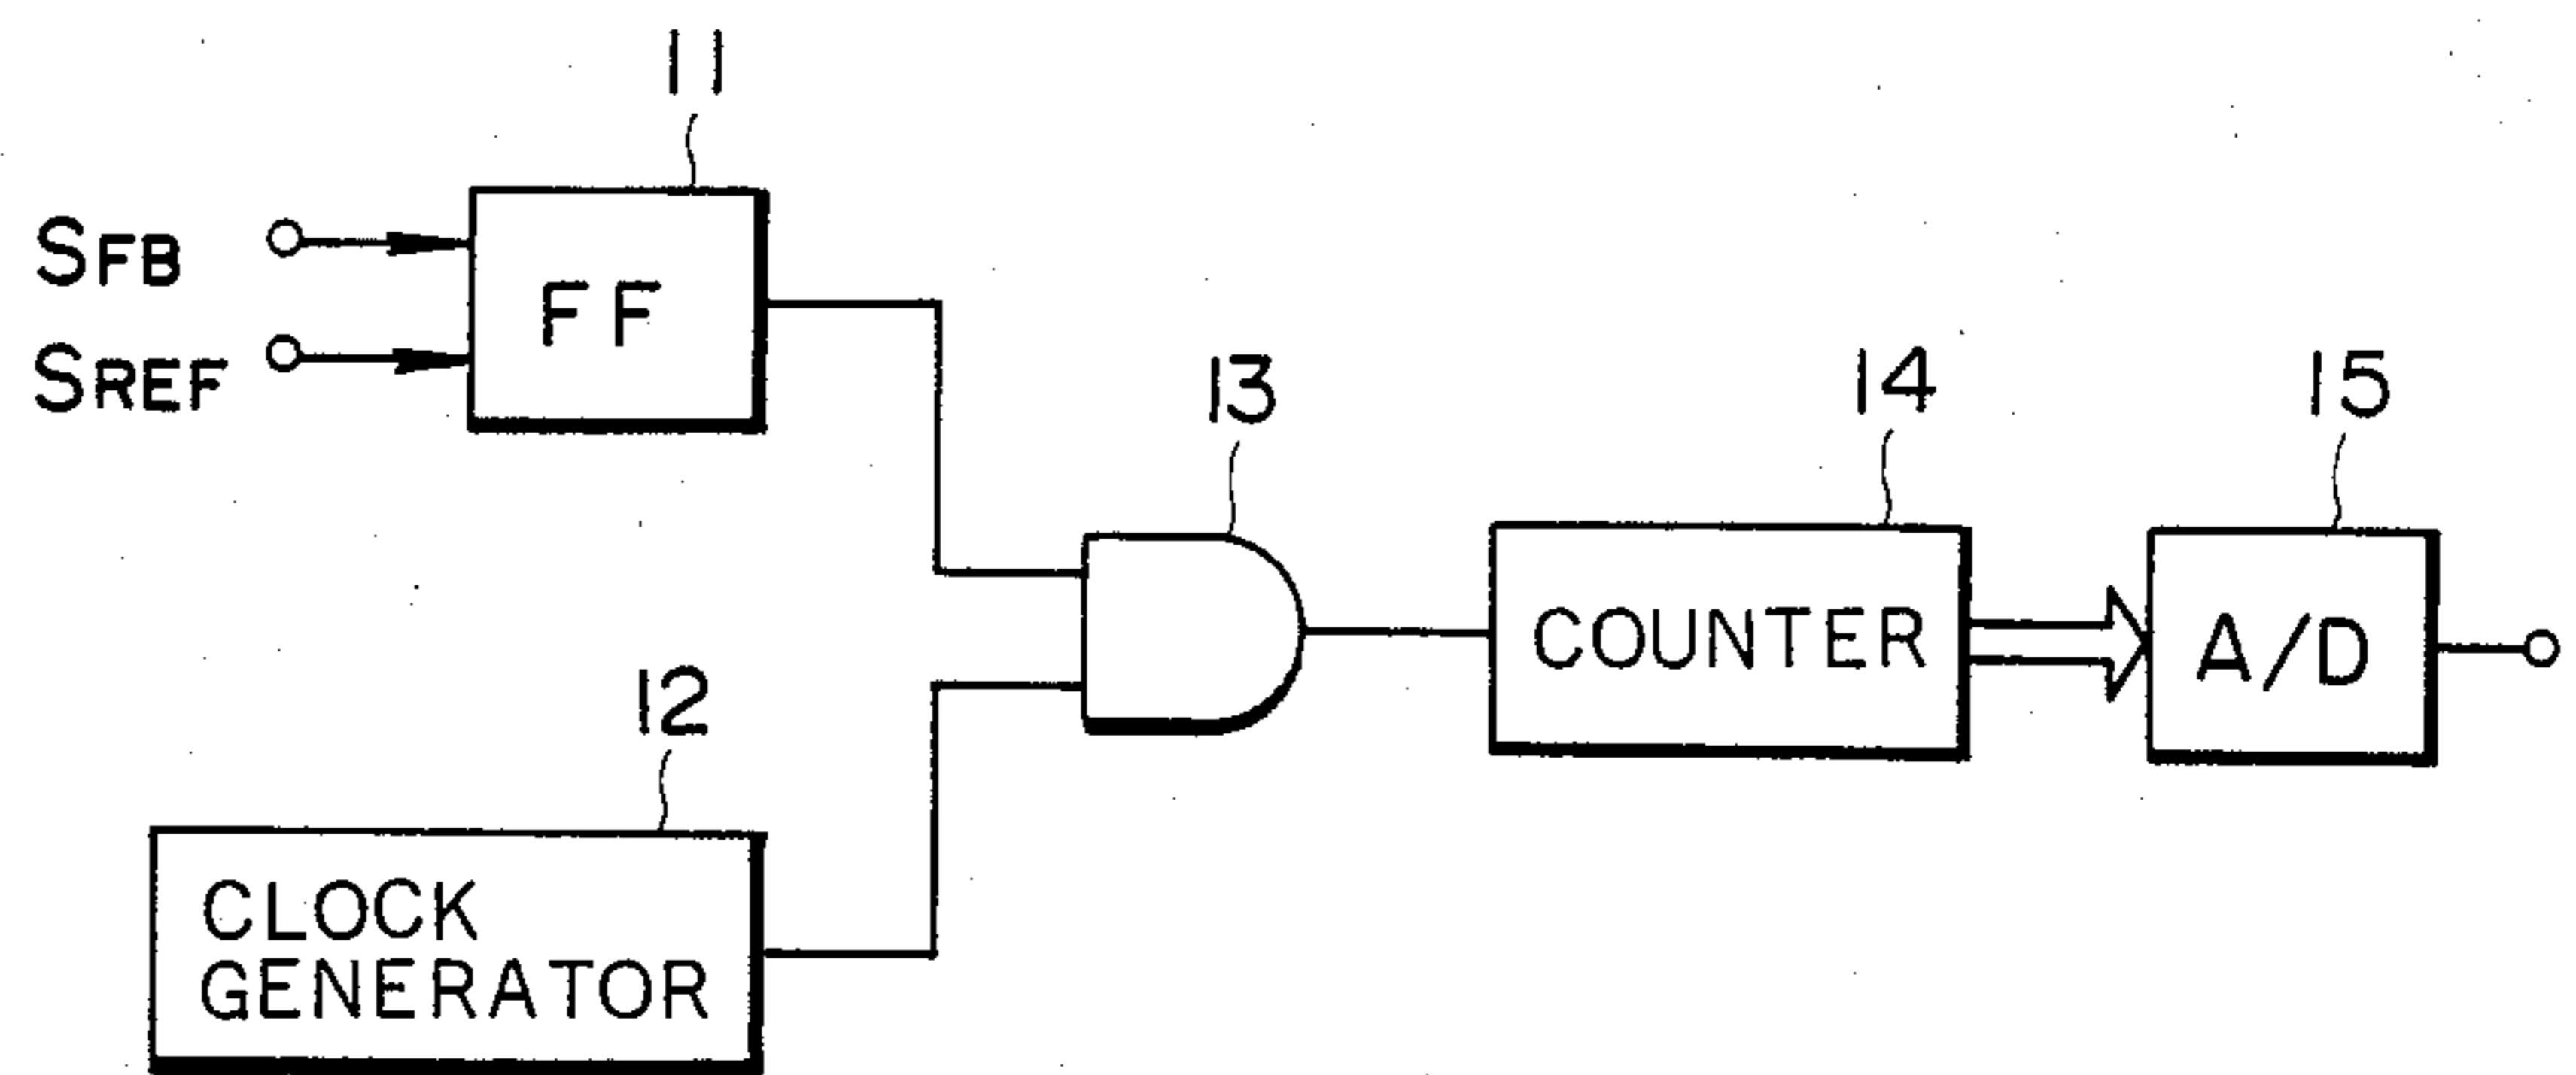 11
SFB
SREF
FF
13
14
15
COUNTER
A/D
12
CLOCK
GENERATOR